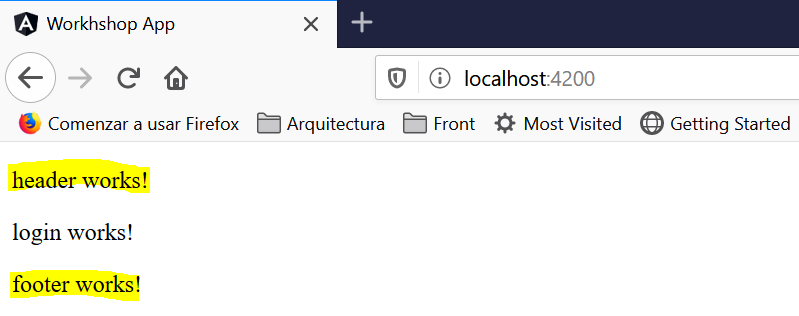 Workhshop App
localhost:4200
Comenzar a usar Firefox Arquitectura Front Most Visited Getting Started
header works!
login works!
footer works!